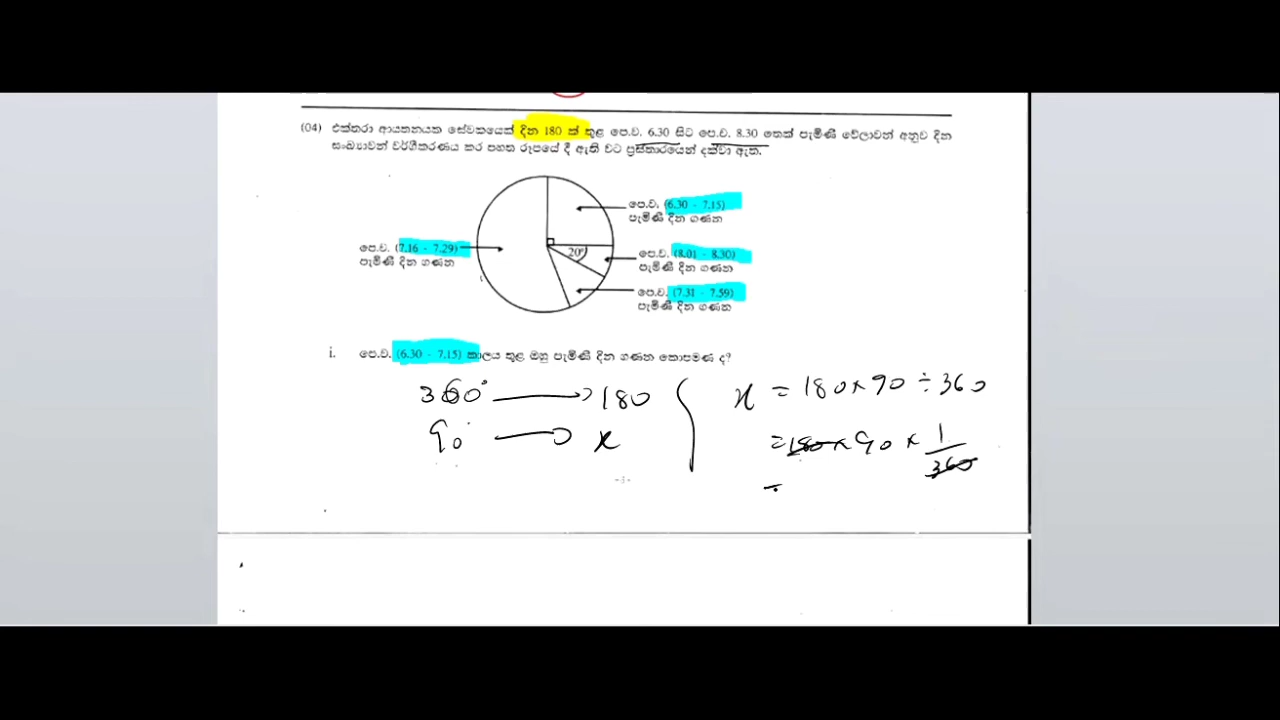 (04) එක්තරා ආයතනයක සේවකයෙක් දින 180 ක් තුළ පෙ.ව. 6.30 සිට පෙ.ව. 8.30 තෙක් පැමිණි වේලාවන් අනුව දින
සංඛ්‍යාවන් වර්ගීකරණය කර පහත රූපයේ දී ඇති වට ප්‍රස්තාරයෙන් දක්වා ඇත.
පෙ.ව. (6.30 - 7.15)
පැමිණි දින ගණන
පෙ.ව. (7.16 - 7.29)
පැමිණි දින ගණන
20°
පෙ.ව. (8.01 - 8.30)
පැමිණි දින ගණන
පෙ.ව. (7.31 - 7.59)
පැමිණි දින ගණන
i. පෙ.ව. (6.30 - 7.15) කාලය තුළ ඔහු පැමිණි දින ගණන කොපමණ ද?
360° → 180
90° → x
x = 180 × 90 ÷ 360
= 180 × 90 × 1/360
=
-3-